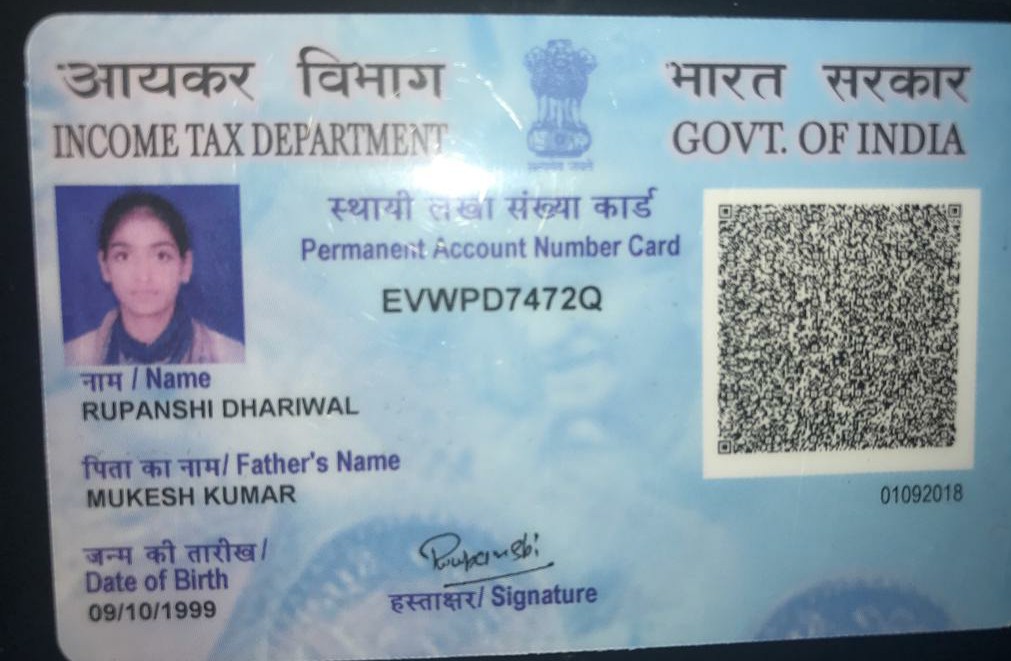 आयकर विभाग
INCOME TAX DEPARTMENT
भारत सरकार
GOVT. OF INDIA
सत्यमेव जयते
स्थायी लेखा संख्या कार्ड
Permanent Account Number Card
EVWPD7472Q
नाम / Name
RUPANSHI DHARIWAL
पिता का नाम/ Father's Name
MUKESH KUMAR
01092018
जन्म की तारीख/
Date of Birth
09/10/1999
Rupanshi
हस्ताक्षर/ Signature